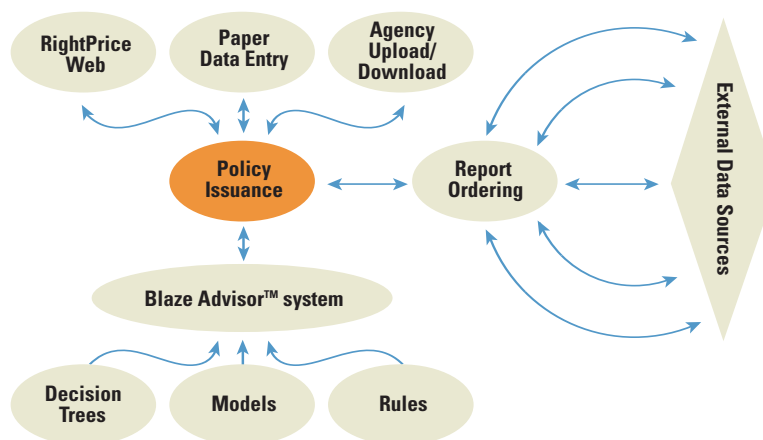 RightPrice
Web
Paper
Data Entry
Agency
Upload/
Download
Policy
Issuance
Report
Ordering
External Data Sources
Blaze Advisor™ system
Decision
Trees
Models
Rules